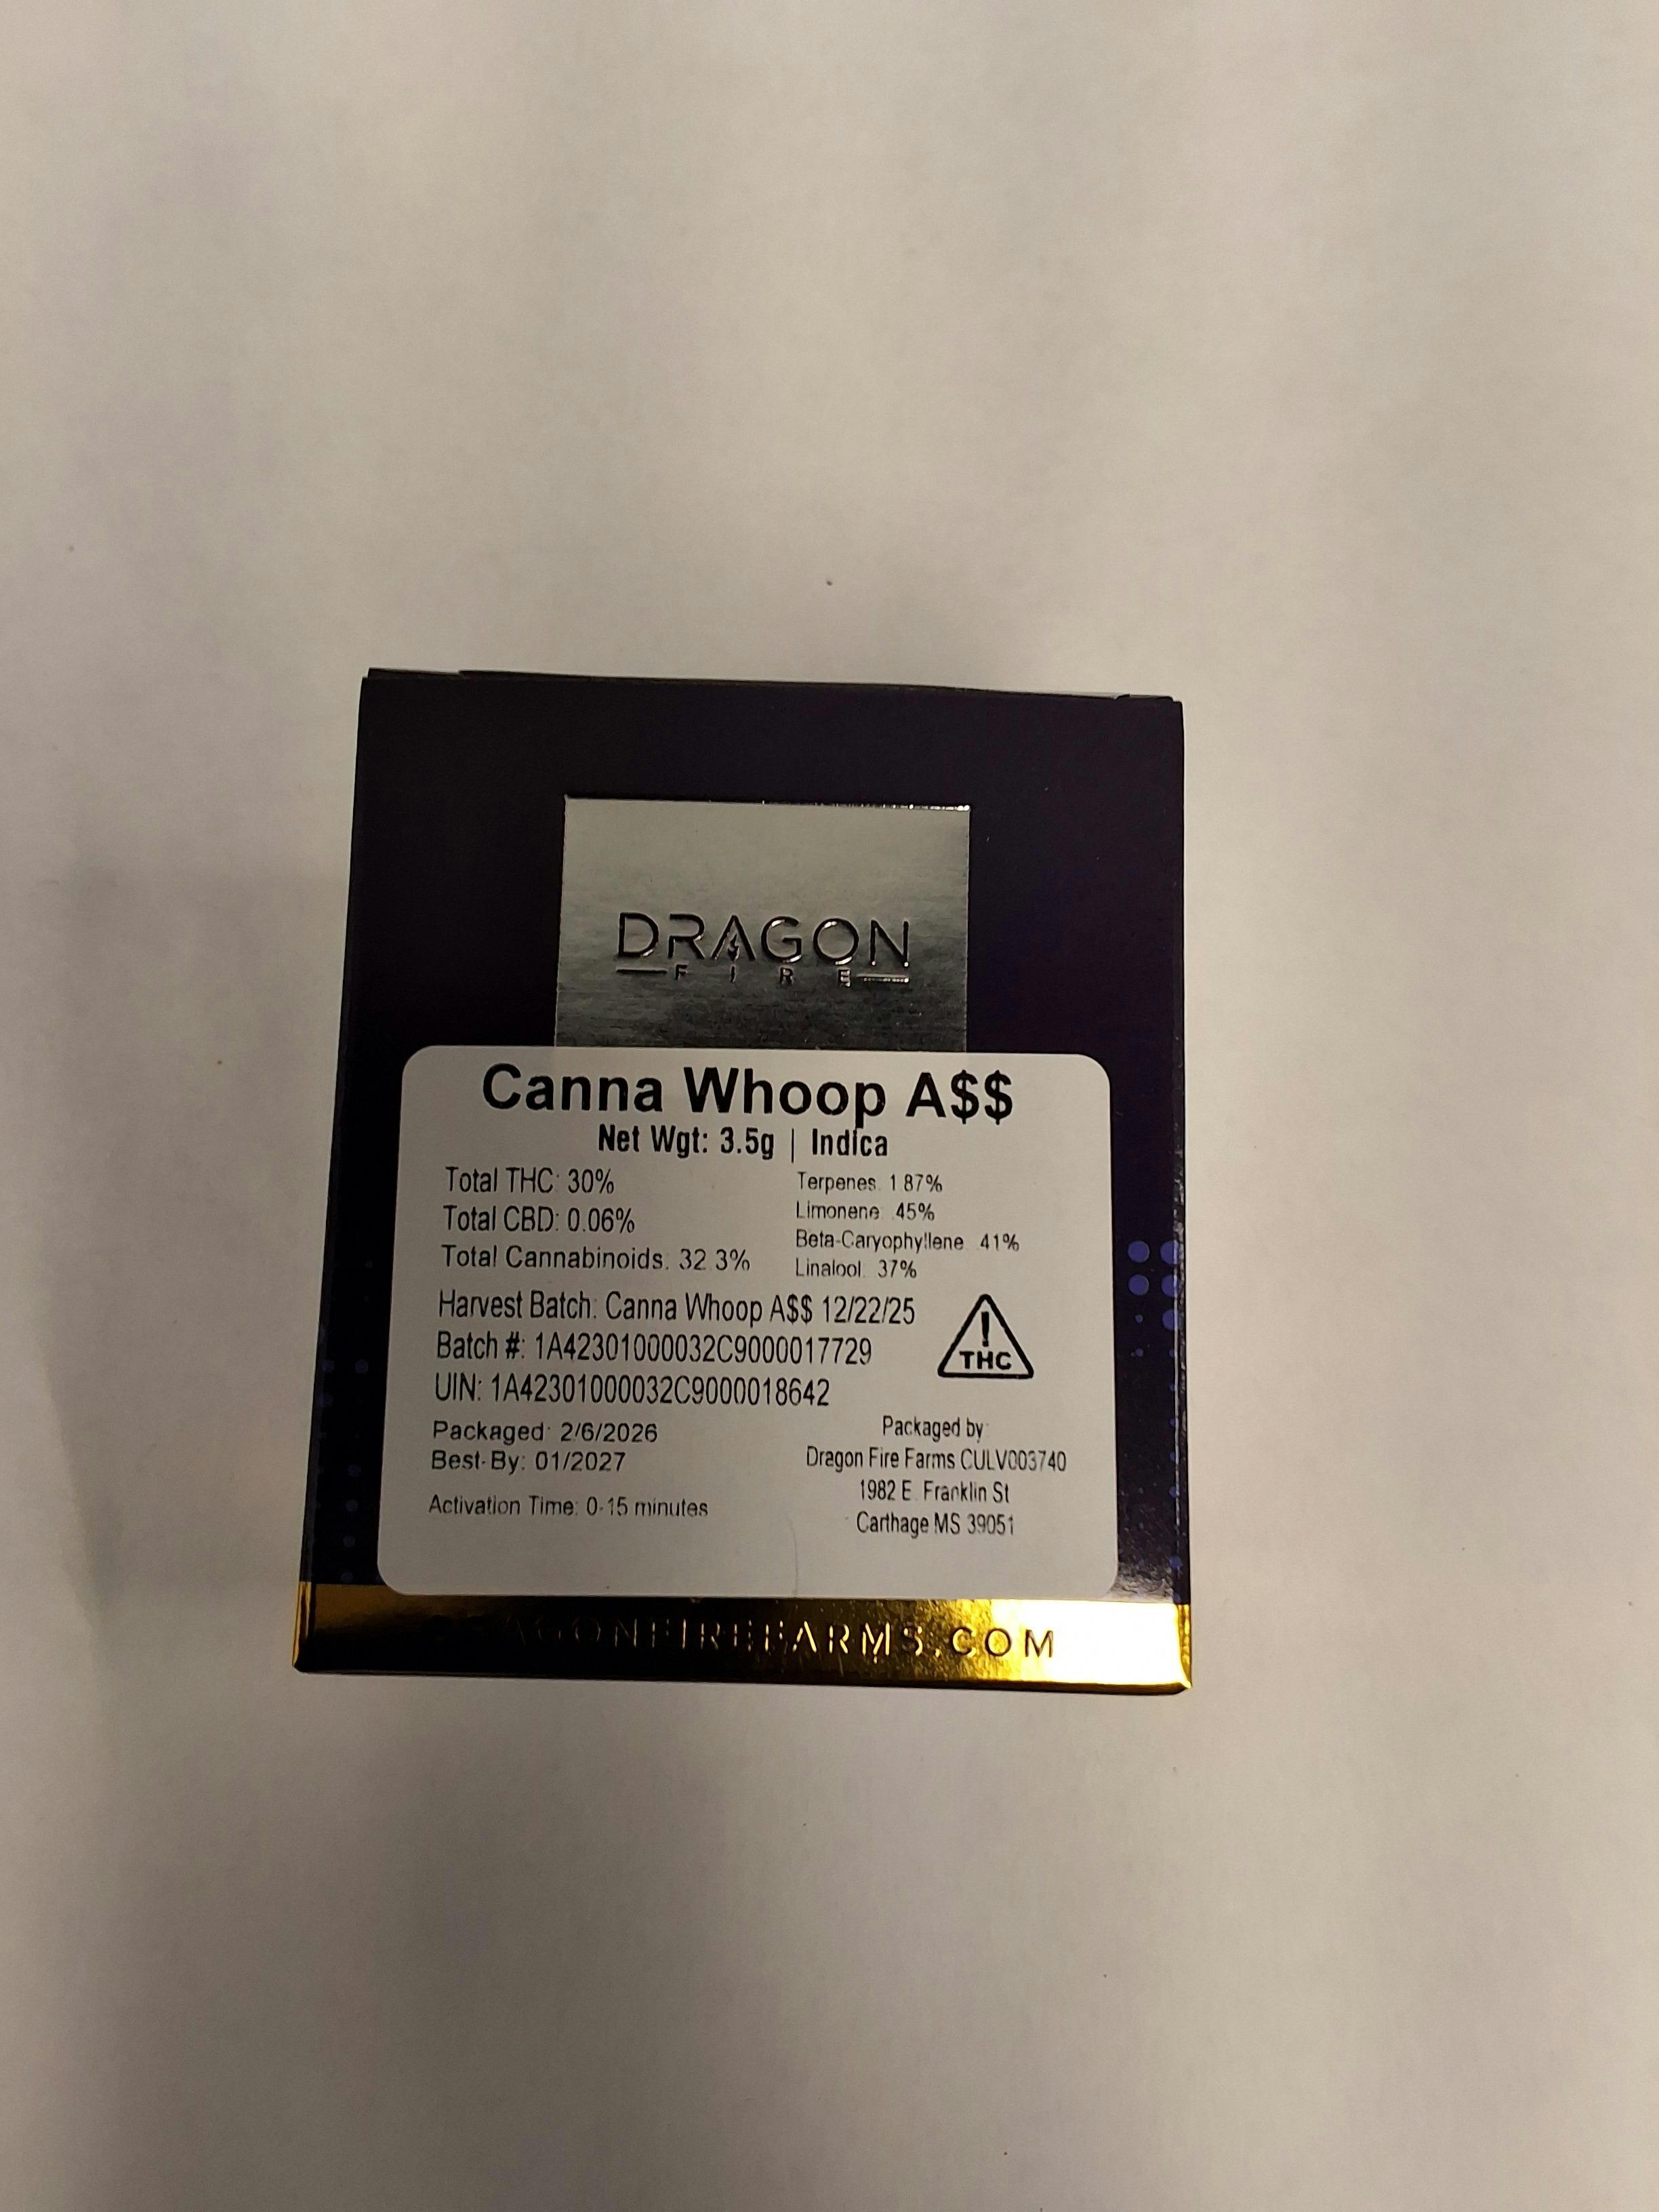 DRAGON
FIRE
Canna Whoop A$$
Net Wgt: 3.5g | Indica
Total THC: 30%
Total CBD: 0.06%
Total Cannabinoids: 32.3%
Terpenes: 1.87%
Limonene: .45%
Beta-Caryophyllene: .41%
Linalool: .37%
Harvest Batch: Canna Whoop A$$ 12/22/25
Batch #: 1A42301000032C9000017729
UIN: 1A42301000032C9000018642
! THC
Packaged: 2/6/2026
Best-By: 01/2027
Activation Time: 0-15 minutes
Packaged by:
Dragon Fire Farms CULV003740
1982 E. Franklin St
Carthage MS 39051
DRAGONFIREFARMS.COM